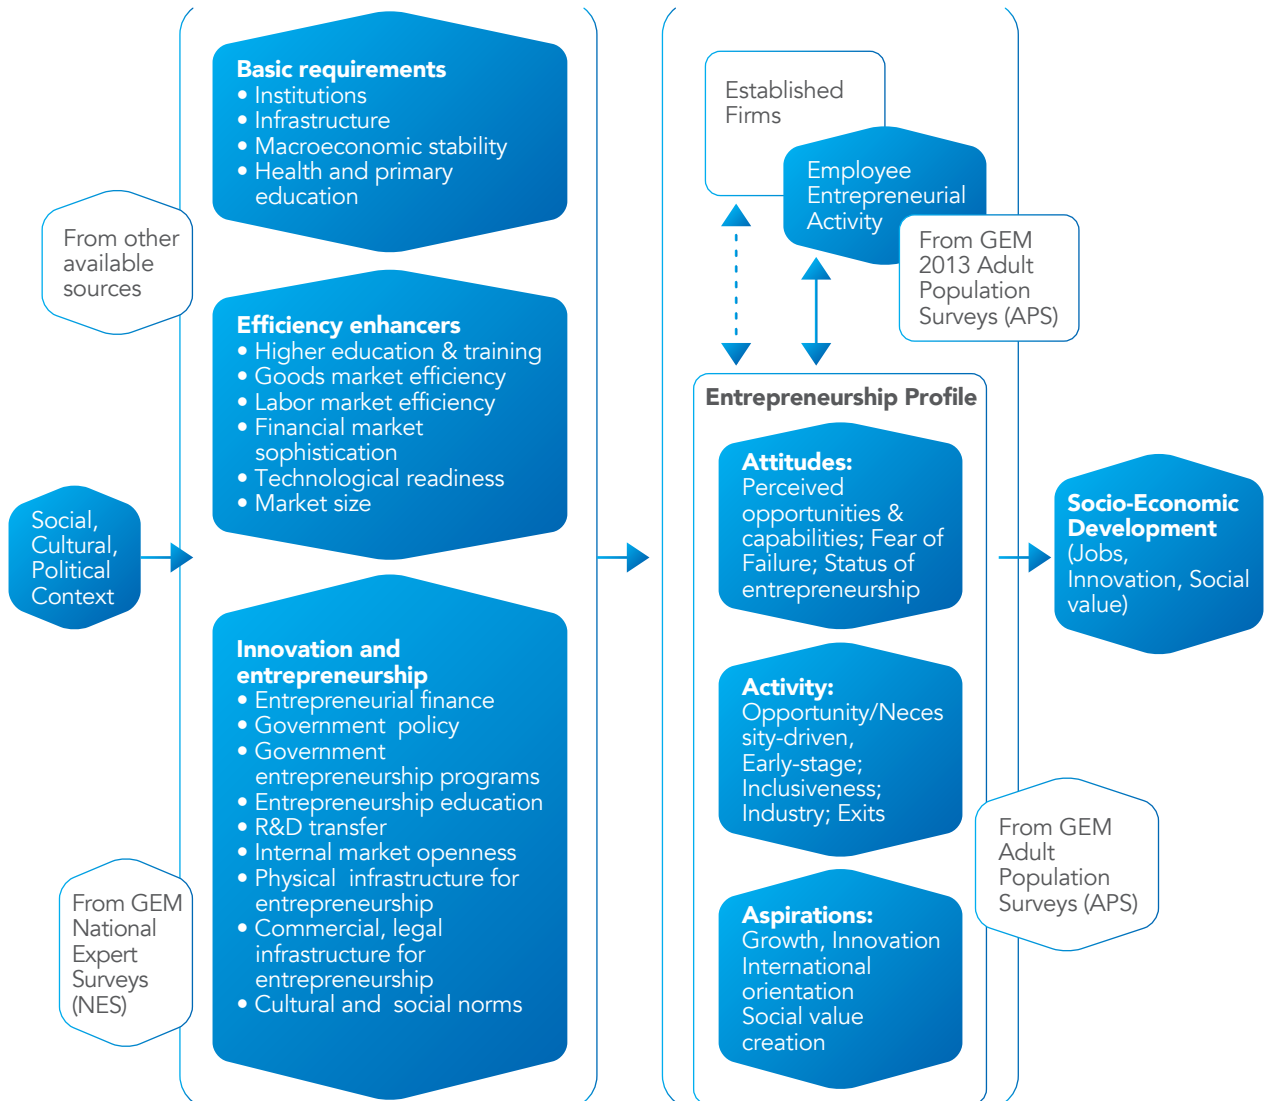 Basic requirements
• Institutions
• Infrastructure
• Macroeconomic stability
• Health and primary
education
From other
available
sources
Efficiency enhancers
• Higher education & training
• Goods market efficiency
• Labor market efficiency
• Financial market
sophistication
• Technological readiness
• Market size
Social,
Cultural,
Political
Context
Innovation and
entrepreneurship
• Entrepreneurial finance
• Government policy
• Government
entrepreneurship programs
• Entrepreneurship education
• R&D transfer
• Internal market openness
• Physical infrastructure for
entrepreneurship
• Commercial, legal
infrastructure for
entrepreneurship
• Cultural and social norms
From GEM
National
Expert
Surveys
(NES)
Established
Firms
Employee
Entrepreneurial
Activity
From GEM
2013 Adult
Population
Surveys (APS)
Entrepreneurship Profile
Attitudes:
Perceived
opportunities &
capabilities; Fear of
Failure; Status of
entrepreneurship
Activity:
Opportunity/Neces
sity-driven,
Early-stage;
Inclusiveness;
Industry; Exits
Aspirations:
Growth, Innovation
International
orientation
Social value
creation
From GEM
Adult
Population
Surveys (APS)
Socio-Economic
Development
(Jobs,
Innovation, Social
value)